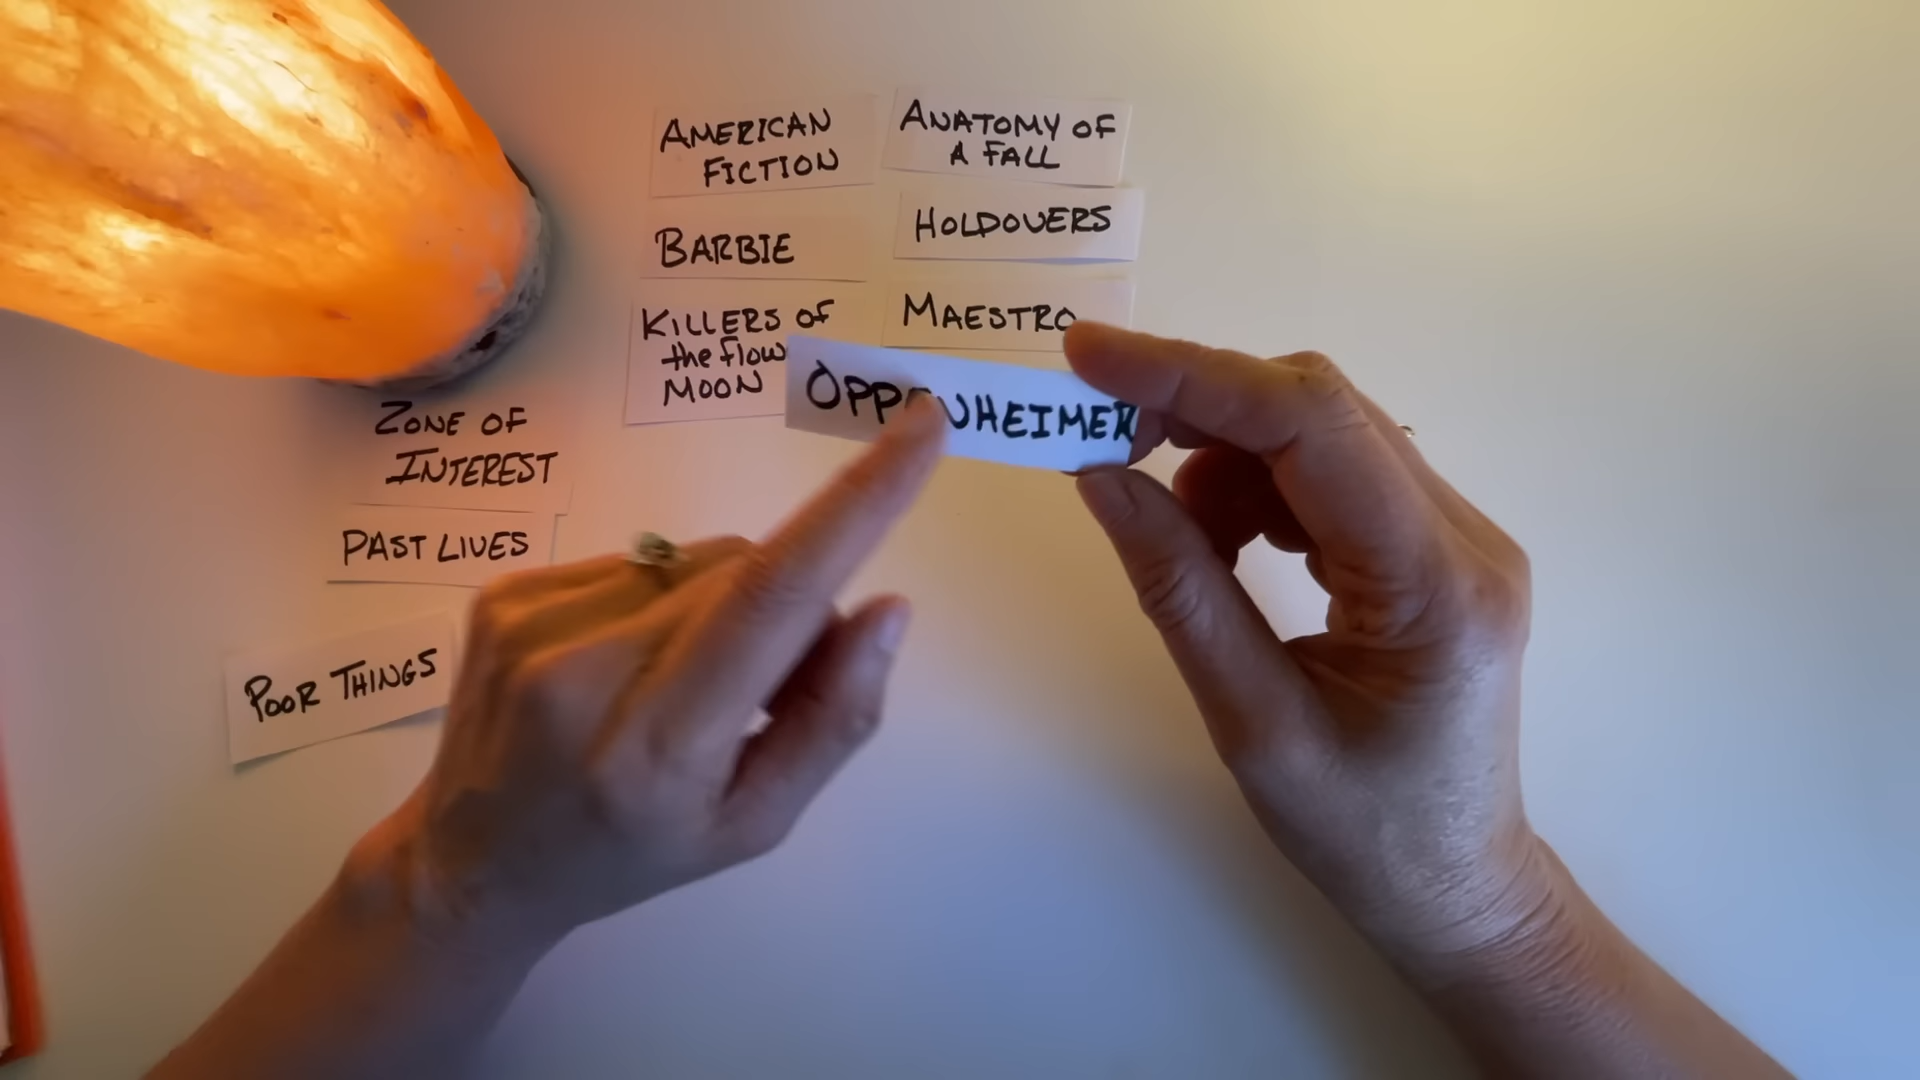 AMERICAN
FICTION
ANATOMY OF
A FALL
BARBIE
HOLDOVERS
KILLERS OF
the flow
MOON
MAESTRO
OPPENHEIMER
ZONE OF
INTEREST
PAST LIVES
POOR THINGS